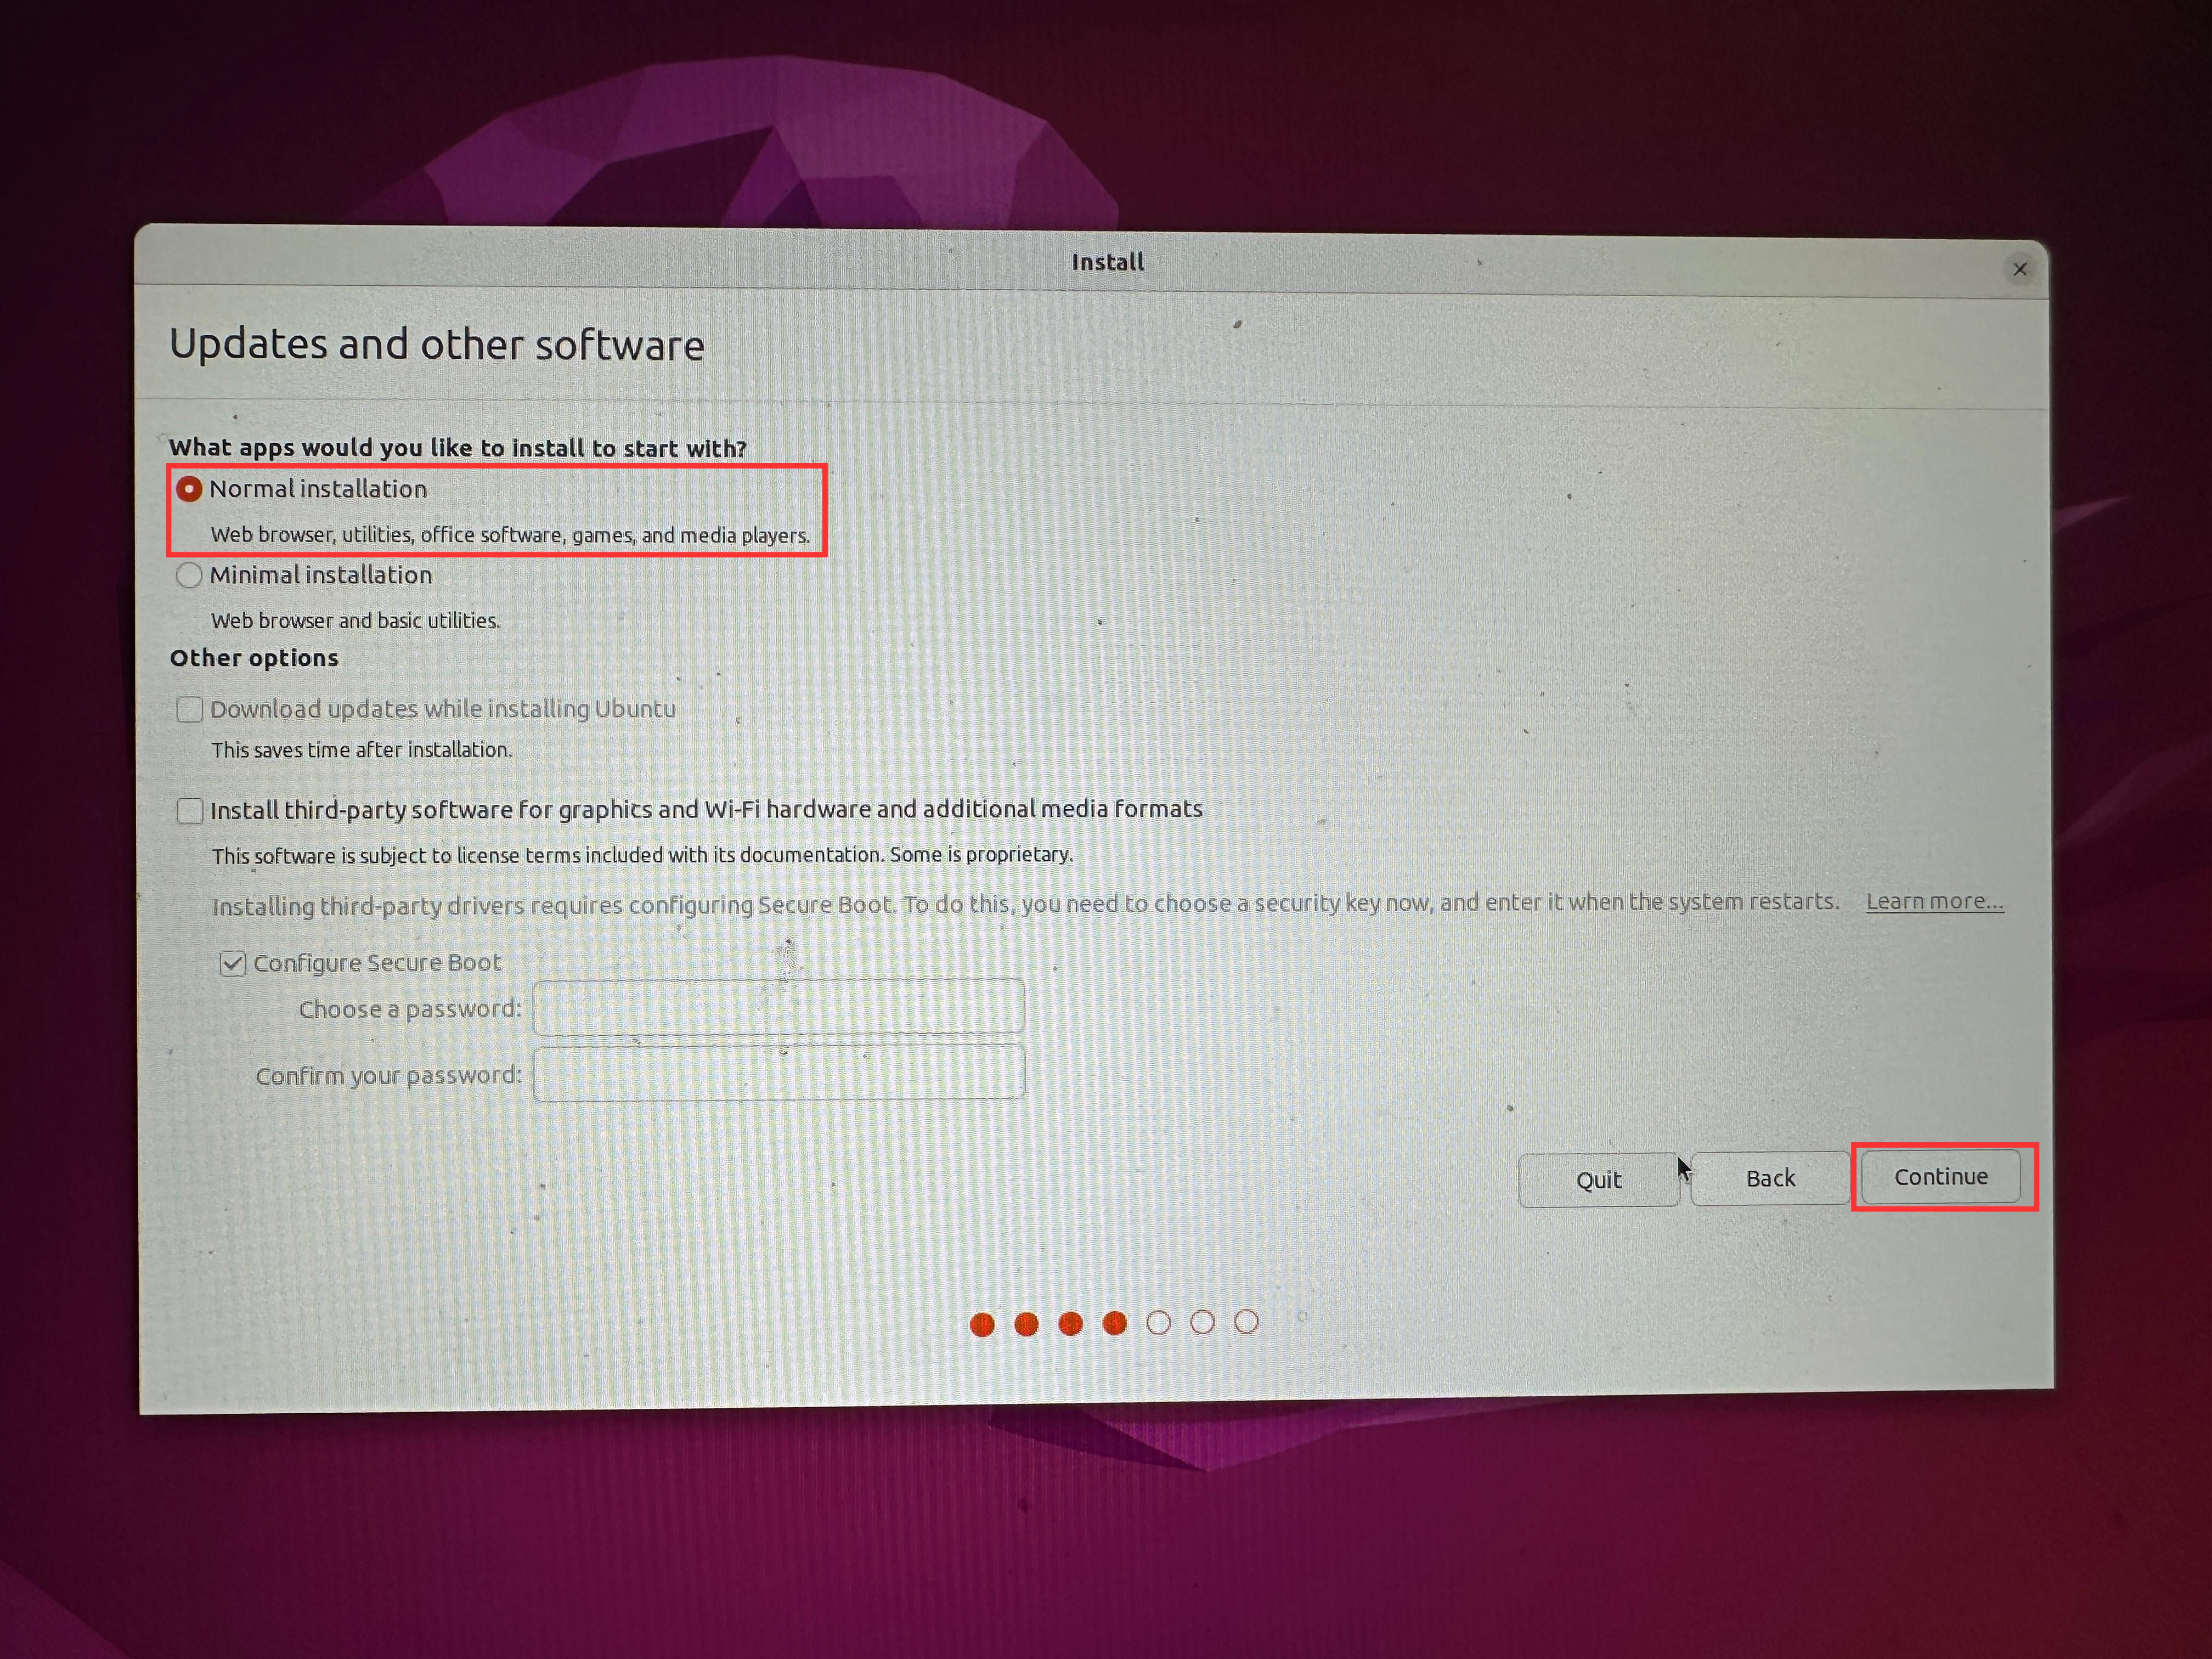 Install
Updates and other software
What apps would you like to install to start with?
Normal installation
Web browser, utilities, office software, games, and media players.
Minimal installation
Web browser and basic utilities.
Other options
Download updates while installing Ubuntu
This saves time after installation.
Install third-party software for graphics and Wi-Fi hardware and additional media formats
This software is subject to license terms included with its documentation. Some is proprietary.
Installing third-party drivers requires configuring Secure Boot. To do this, you need to choose a security key now, and enter it when the system restarts. Learn more...
Configure Secure Boot
Choose a password:
Confirm your password:
Quit Back Continue